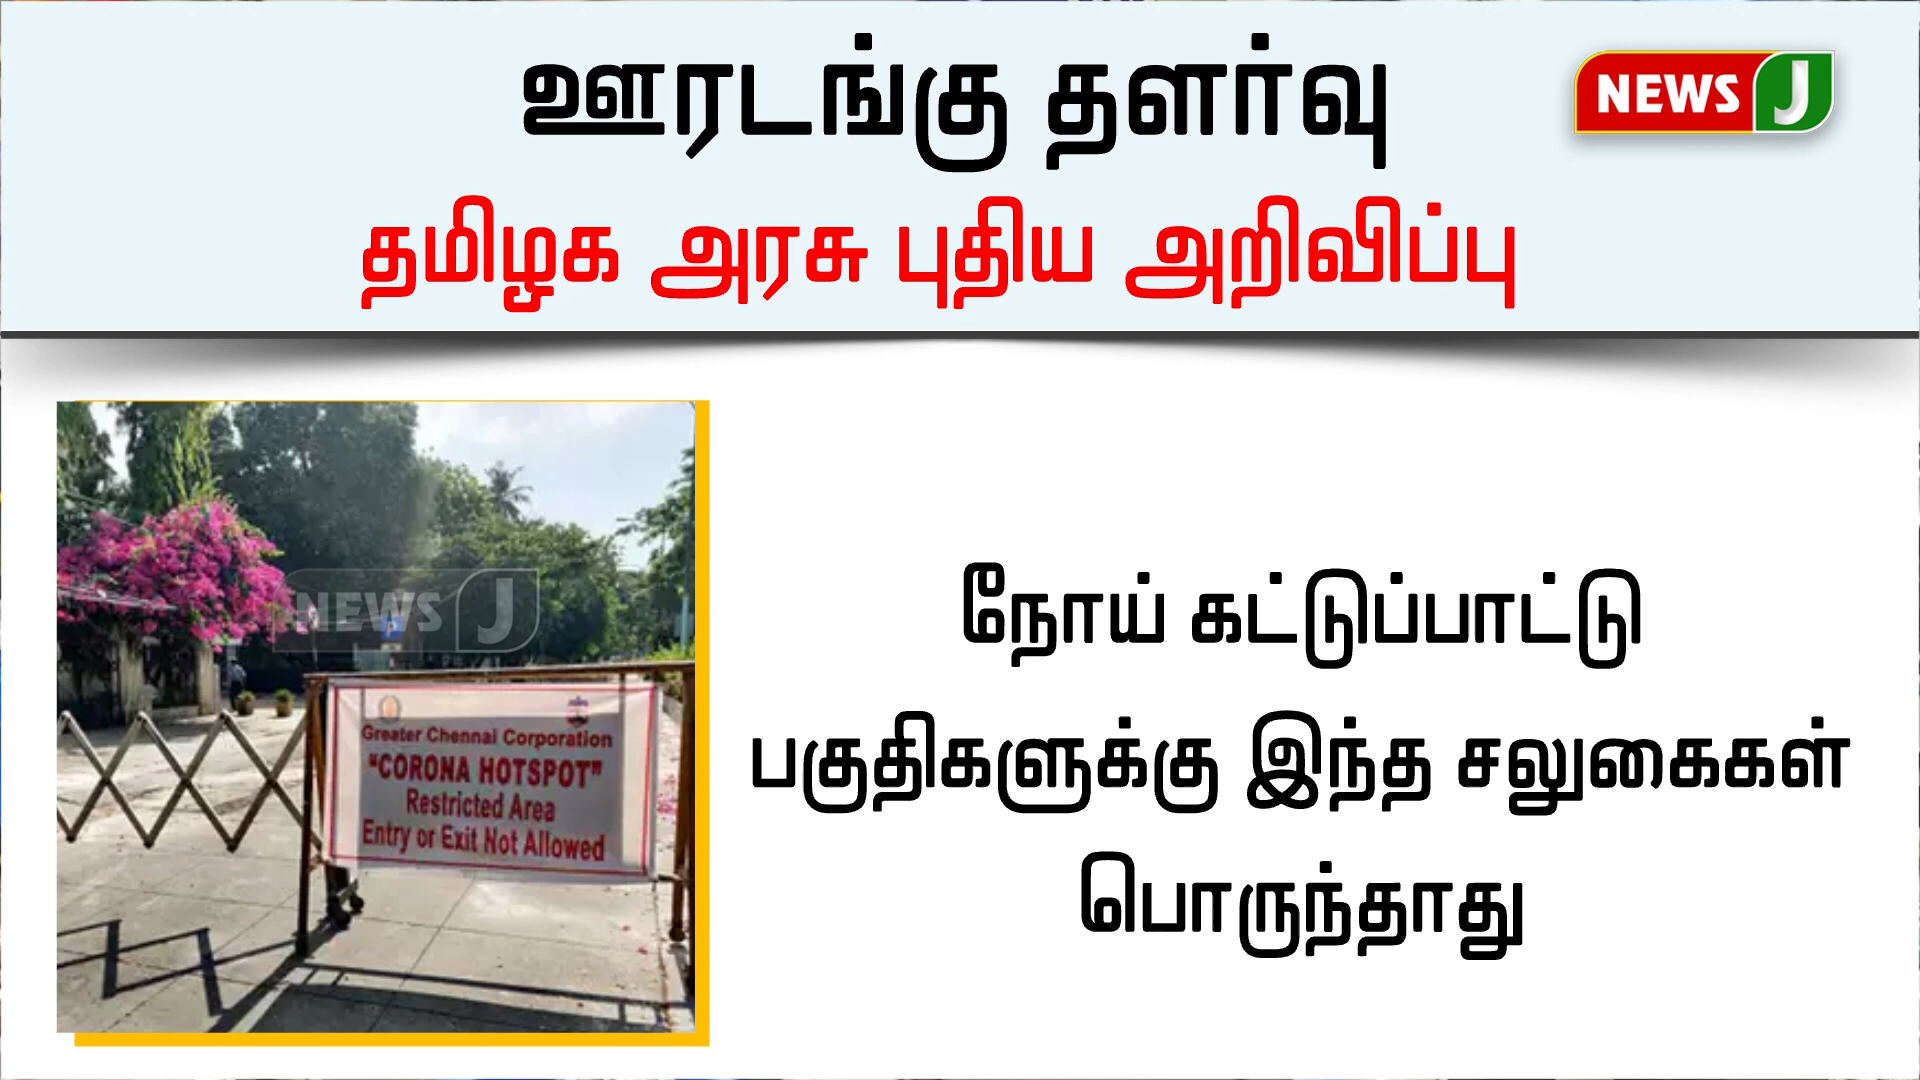 ஊரடங்கு தளர்வு
NEWS J
தமிழக அரசு புதிய அறிவிப்பு
NEWS J
Greater Chennai Corporation
"CORONA HOTSPOT"
Restricted Area
Entry or Exit Not Allowed
நோய் கட்டுப்பாட்டு
பகுதிகளுக்கு இந்த சலுகைகள்
பொருந்தாது